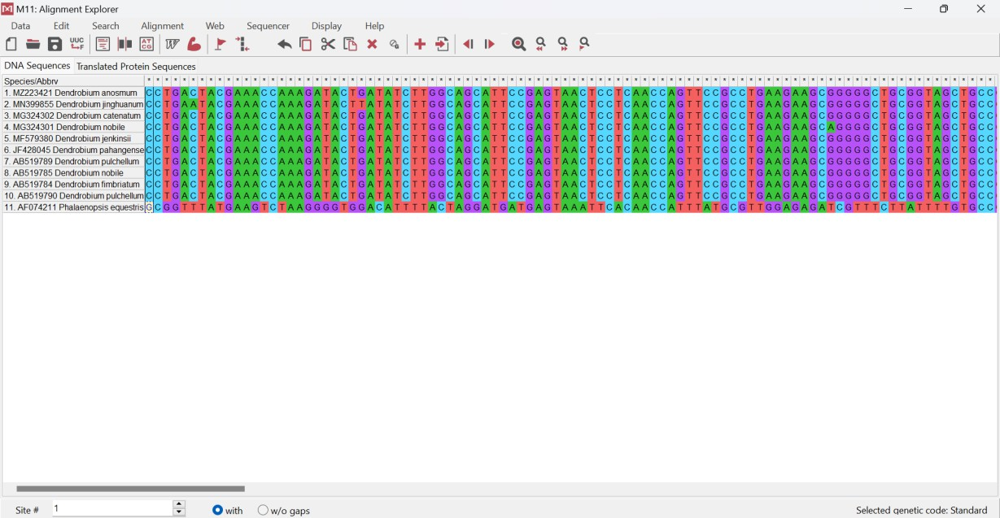 M11: Alignment Explorer
Data Edit Search Alignment Web Sequencer Display Help
UUC
F
AT
CG
W
DNA Sequences Translated Protein Sequences
Species/Abbrv * * * * * * * * * * * * * * * * * * * * * * * * * * * * * * * * * * * * * * * * * * * * * * * * * * * * * * * * * * * * * * * * * * * * * * * * * * * * * * * * * * * * * * * * * * * * * * * *
1. MZ223421 Dendrobium anosmum CCTGACTACGAAACCAAAGATACTGATATCTTGGCAGCATTCCGAGTAACTCCTCAACCAGTTCCGCCTGAAGAAGCGGGGGCTGCGGTAGCTGCC
2. MN399855 Dendrobium jinghuanum CCTGAATACGAAACCAAAGATACTTATATCTTGGCAGCATTCCGAGTAACTCCTCAACCAGTTCCGCCTGAAGAAGCGGGGGCTGCGGTAGCTGCC
3. MG324302 Dendrobium catenatum CCTGACTACGAAACCAAAGATACTGATATCTTGGCAGCATTCCGAGTAACTCCTCAACCAGTTCCGCCTGAAGAAGCGGGGGCTGCGGTAGCTGCC
4. MG324301 Dendrobium nobile CCTGACTACGAAACCAAAGATACTGATATCTTGGCAGCATTCCGAGTAACTCCTCAACCAGTTCCGCCTGAAGAAGCAGGGGCTGCGGTAGCTGCC
5. MF579380 Dendrobium jenkinsii CCTGACTACGAAACCAAAGATACTGATATCTTGGCAGCATTCCGAGTAACTCCTCAACCAGTTCCGCCTGAAGAAGCGGGGGCTGCGGTAGCTGCC
6. JF428045 Dendrobium pahangense CCTGACTACGAAACCAAAGATACTGATATCTTGGCAGCATTCCGAGTAACTCCTCAACCAGTTCCGCCTGAAGAAGCGGGGGCTGCGGTAGCTGCC
7. AB519789 Dendrobium pulchellum CCTGACTACGAAACCAAAGATACTGATATCTTGGCAGCATTCCGAGTAACTCCTCAACCAGTTCCGCCTGAAGAAGCGGGGGCTGCGGTAGCTGCC
8. AB519785 Dendrobium nobile CCTGACTACGAAACCAAAGATACTGATATCTTGGCAGCATTCCGAGTAACTCCTCAACCAGTTCCGCCTGAAGAAGCGGGGGCTGCGGTAGCTGCC
9. AB519784 Dendrobium fimbriatum CCTGACTACGAAACCAAAGATACTGATATCTTGGCAGCATTCCGAGTAACTCCTCAACCAGTTCCGCCTGAAGAAGCGGGGGCTGCGGTAGCTGCC
10. AB519790 Dendrobium pulchellum CCTGACTACGAAACCAAAGATACTGATATCTTGGCAGCATTCCGAGTAACTCCTCAACCAGTTCCGCCTGAAGAAGCGGGGGCTGCGGTAGCTGCC
11. AF074211 Phalaenopsis equestris GCGGTTTATGAAGTCTAAGGGGTGGACATTTTACTAGGATGATGAGTAAATTCACAACCATTTATGCGTTGGAGAGATCGTTTCTTATTTTGTGCC
Site # 1 with w/o gaps Selected genetic code: Standard